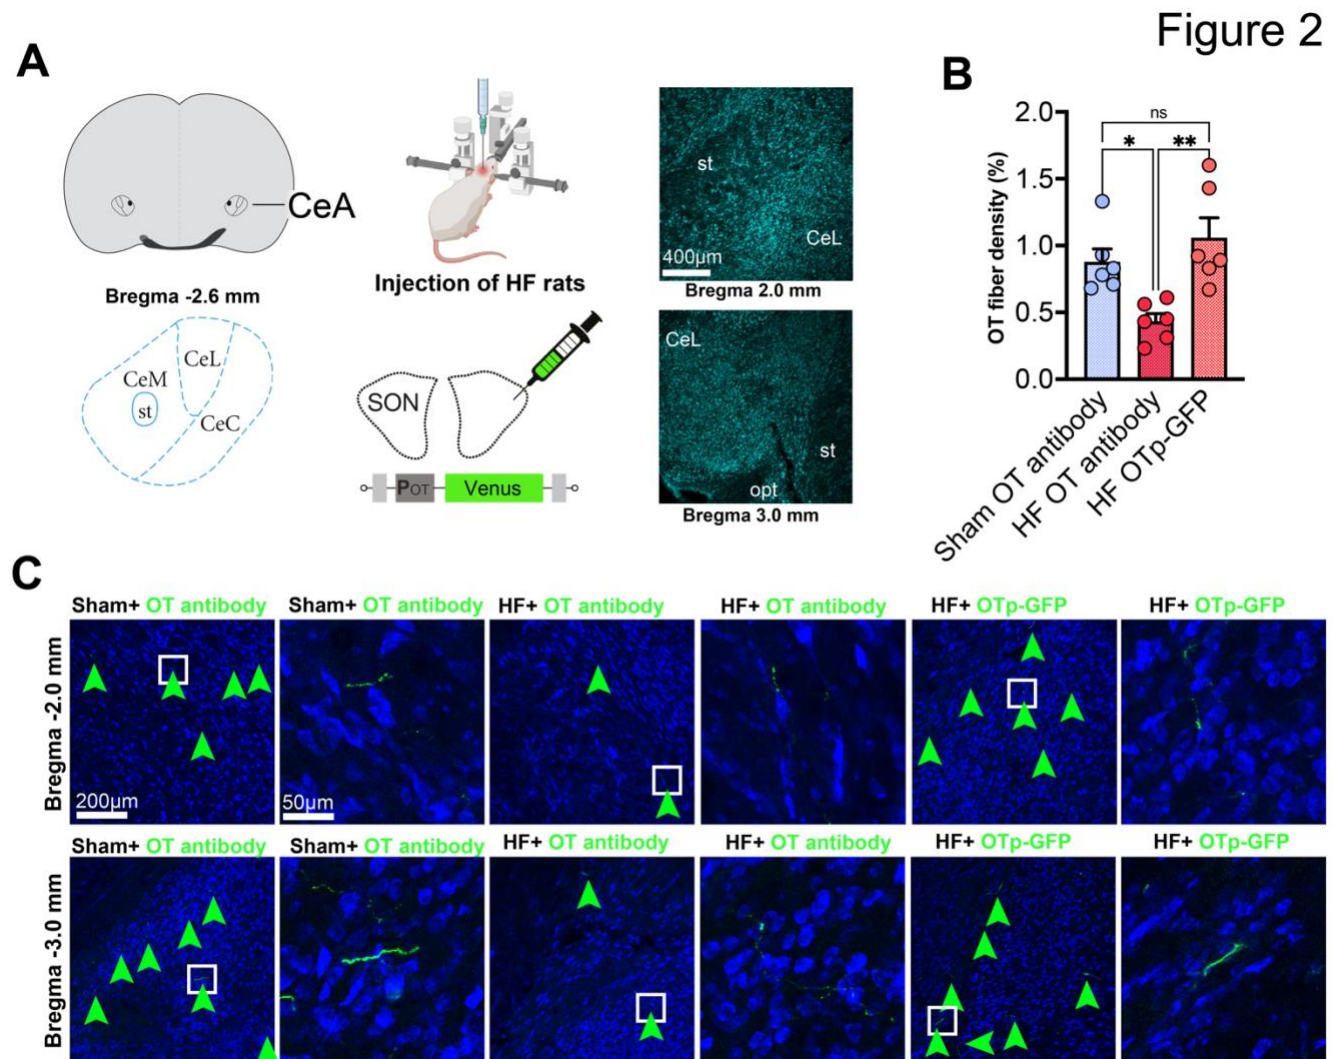 Figure 2
A
CeA
Bregma -2.6 mm
CeL
CeM
st
CeC
Injection of HF rats
SON
POT
Venus
st
CeL
400µm
Bregma 2.0 mm
CeL
st
opt
Bregma 3.0 mm
B
OT fiber density (%)
2.0
1.5
1.0
0.5
0.0
ns
* **
Sham OT antibody
HF OT antibody
HF OTp-GFP
C
Sham+ OT antibody
Sham+ OT antibody
HF+ OT antibody
HF+ OT antibody
HF+ OTp-GFP
HF+ OTp-GFP
Bregma -2.0 mm
200µm
50µm
Sham+ OT antibody
Sham+ OT antibody
HF+ OT antibody
HF+ OT antibody
HF+ OTp-GFP
HF+ OTp-GFP
Bregma -3.0 mm